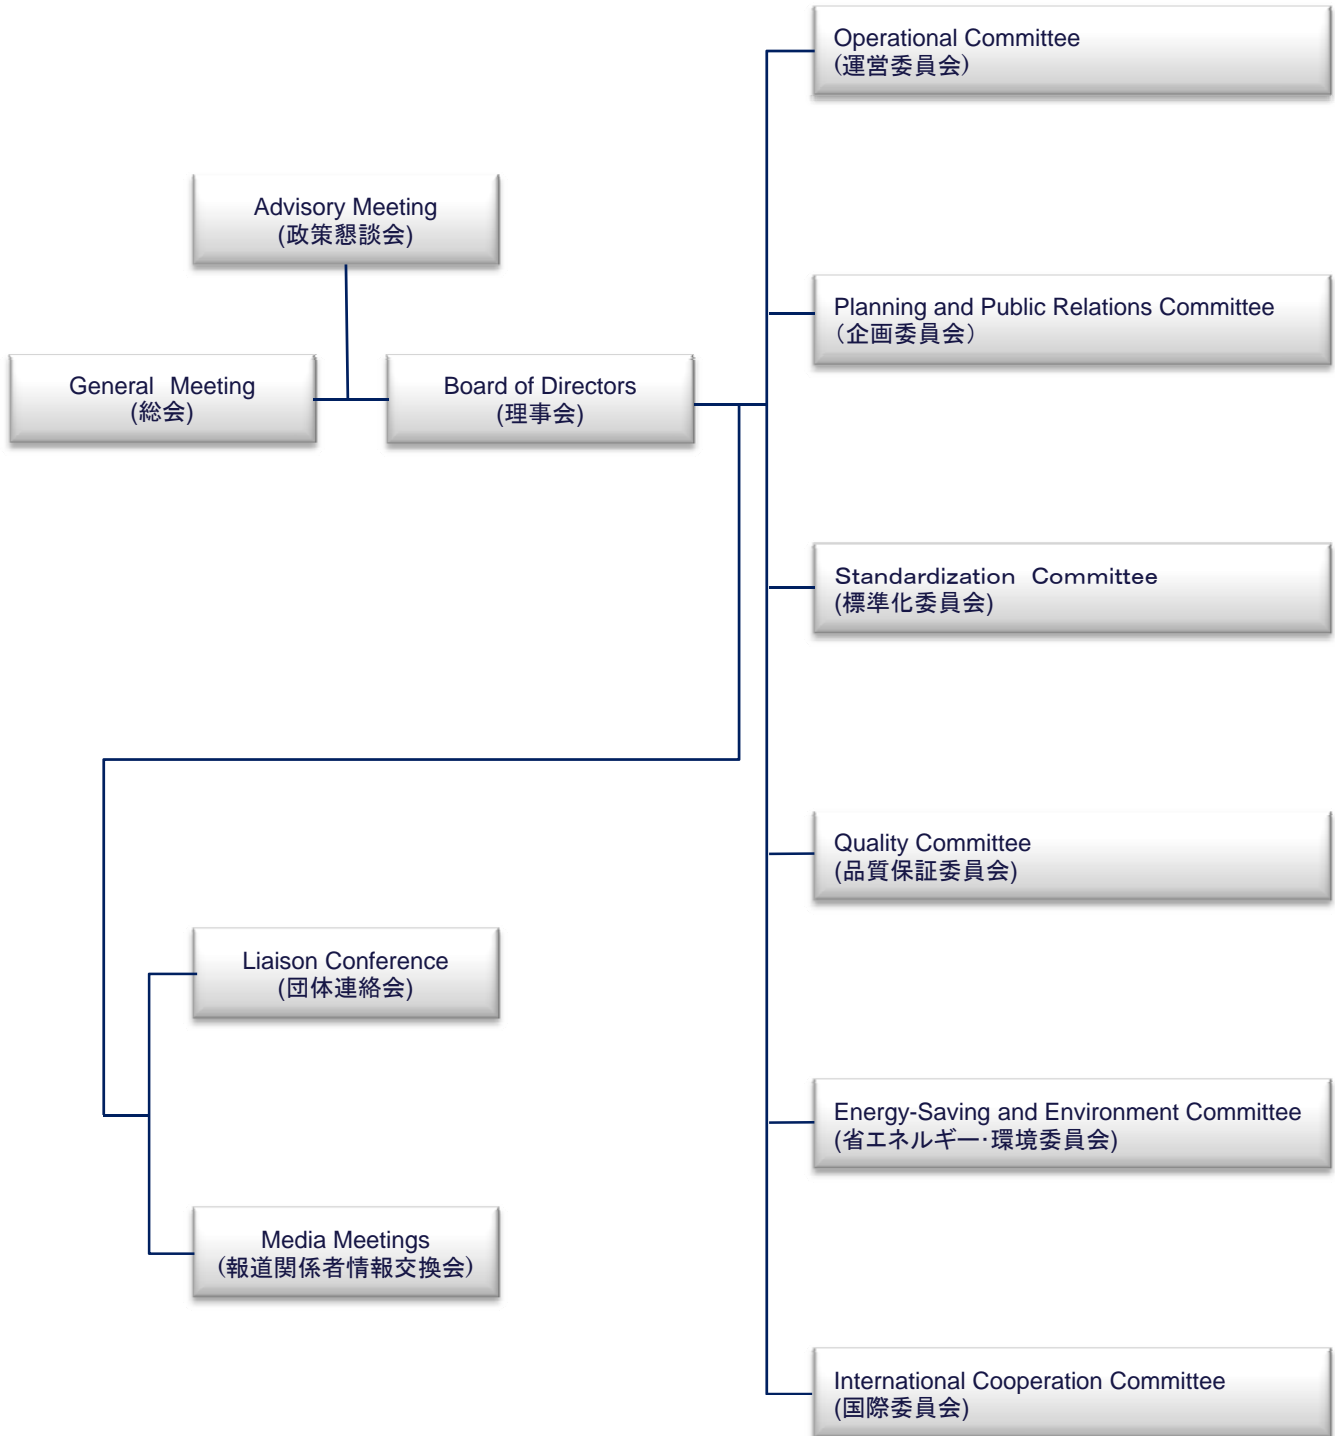 Advisory Meeting
(政策懇談会)
General Meeting
(総会)
Board of Directors
(理事会)
Liaison Conference
(団体連絡会)
Media Meetings
(報道関係者情報交換会)
Operational Committee
(運営委員会)
Planning and Public Relations Committee
(企画委員会)
Standardization Committee
(標準化委員会)
Quality Committee
(品質保証委員会)
Energy-Saving and Environment Committee
(省エネルギー・環境委員会)
International Cooperation Committee
(国際委員会)